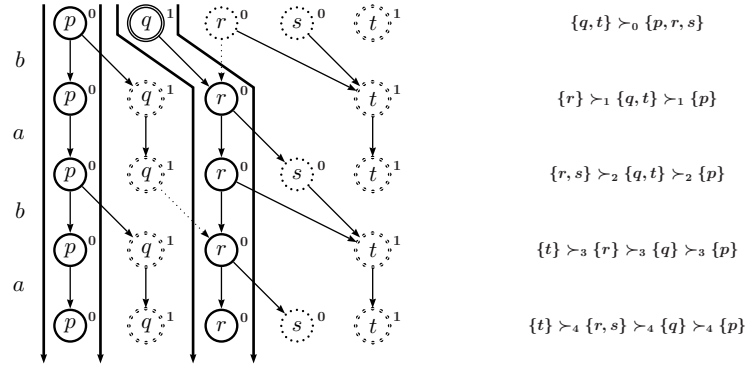 p 0 q 1 r 0 s 0 t 1 {q, t} ≻₀ {p, r, s}
b
p 0 q 1 r 0 t 1 {r} ≻₁ {q, t} ≻₁ {p}
a
p 0 q 1 r 0 s 0 t 1 {r, s} ≻₂ {q, t} ≻₂ {p}
b
p 0 q 1 r 0 t 1 {t} ≻₃ {r} ≻₃ {q} ≻₃ {p}
a
p 0 q 1 r 0 s 0 t 1 {t} ≻₄ {r, s} ≻₄ {q} ≻₄ {p}